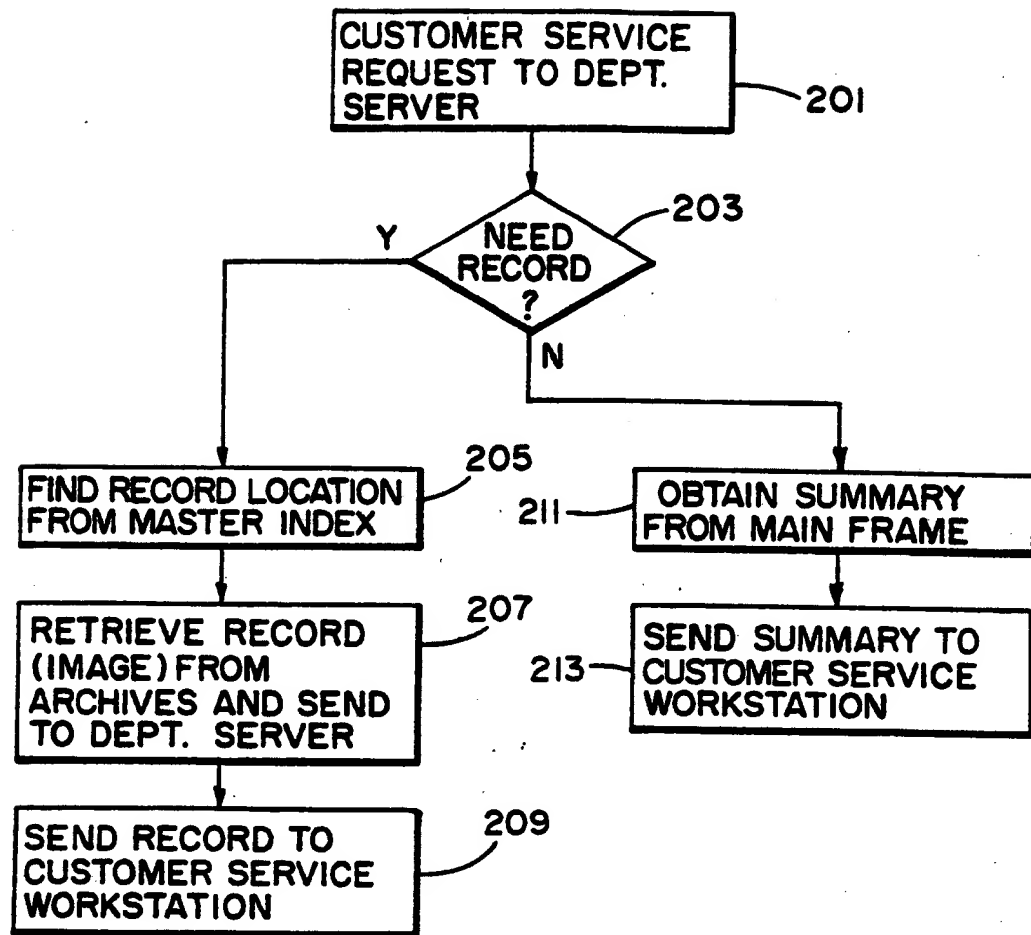 CUSTOMER SERVICE
REQUEST TO DEPT.
SERVER
201
NEED
RECORD
?
203
Y
N
FIND RECORD LOCATION
FROM MASTER INDEX
205
RETRIEVE RECORD
(IMAGE) FROM
ARCHIVES AND SEND
TO DEPT. SERVER
207
SEND RECORD TO
CUSTOMER SERVICE
WORKSTATION
209
OBTAIN SUMMARY
FROM MAIN FRAME
211
SEND SUMMARY TO
CUSTOMER SERVICE
WORKSTATION
213